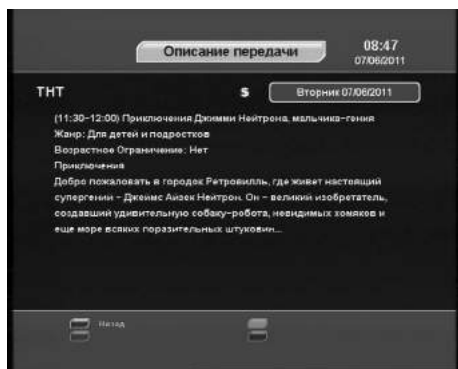 Описание передачи
08:47
07/06/2011
ТНТ
$
Вторник 07/06/2011
(11:30-12:00) Приключения Джимми Нейтрона, мальчика-гения
Жанр: Для детей и подростков
Возрастное Ограничение: Нет
Приключения
Добро пожаловать в городок Ретровилль, где живет настоящий
супергений - Джеймс Айзек Нейтрон. Он - великий изобретатель,
создавший удивительную собаку-робота, невидимых хомяков и
еще море всяких поразительных штуковин...
Назад